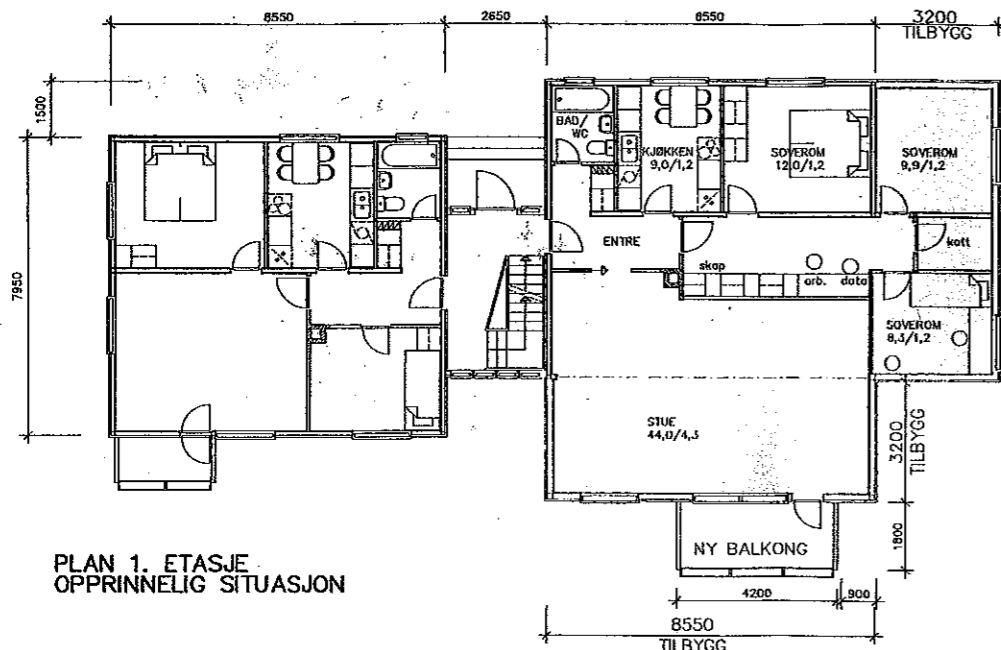 8550
2650
8550
3200
TILBYGG
1500
7950
BAD/
WC
KJØKKEN
9,0/1,2
SOVEROM
12,0/1,2
SOVEROM
9,9/1,2
ENTRE
kott
skap
arb.
data
SOVEROM
8,3/1,2
STUE
44,0/4,3
3200
TILBYGG
1800
NY BALKONG
PLAN 1. ETASJE
OPPRINNELIG SITUASJON
4200
900
8550
TILBYGG